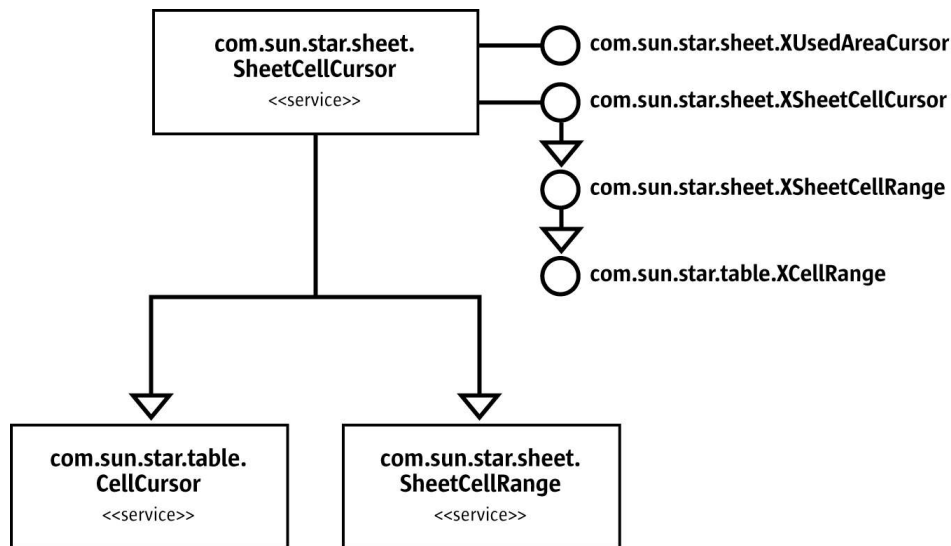 com.sun.star.sheet.
SheetCellCursor
<<service>>
com.sun.star.sheet.XUsedAreaCursor
com.sun.star.sheet.XSheetCellCursor
com.sun.star.sheet.XSheetCellRange
com.sun.star.table.XCellRange
com.sun.star.table.
CellCursor
<<service>>
com.sun.star.sheet.
SheetCellRange
<<service>>